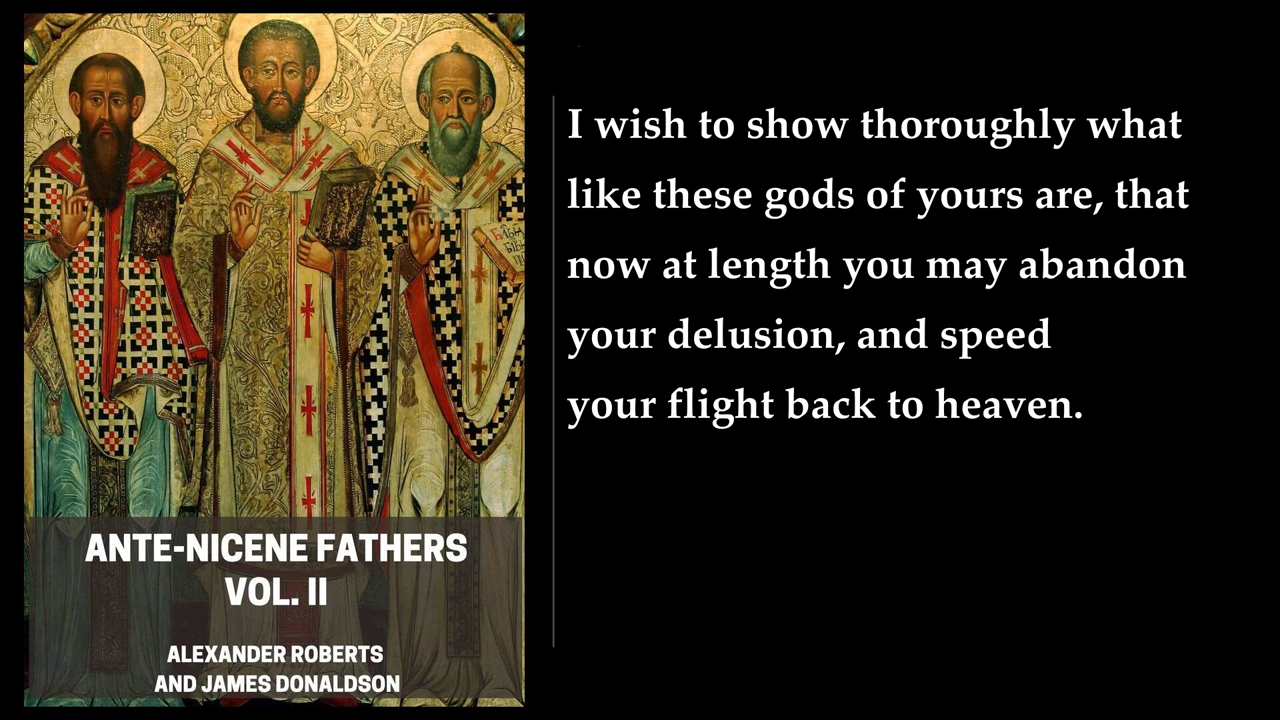 I wish to show thoroughly what
like these gods of yours are, that
now at length you may abandon
your delusion, and speed
your flight back to heaven.
ANTE-NICENE FATHERS
VOL. II
ALEXANDER ROBERTS
AND JAMES DONALDSON